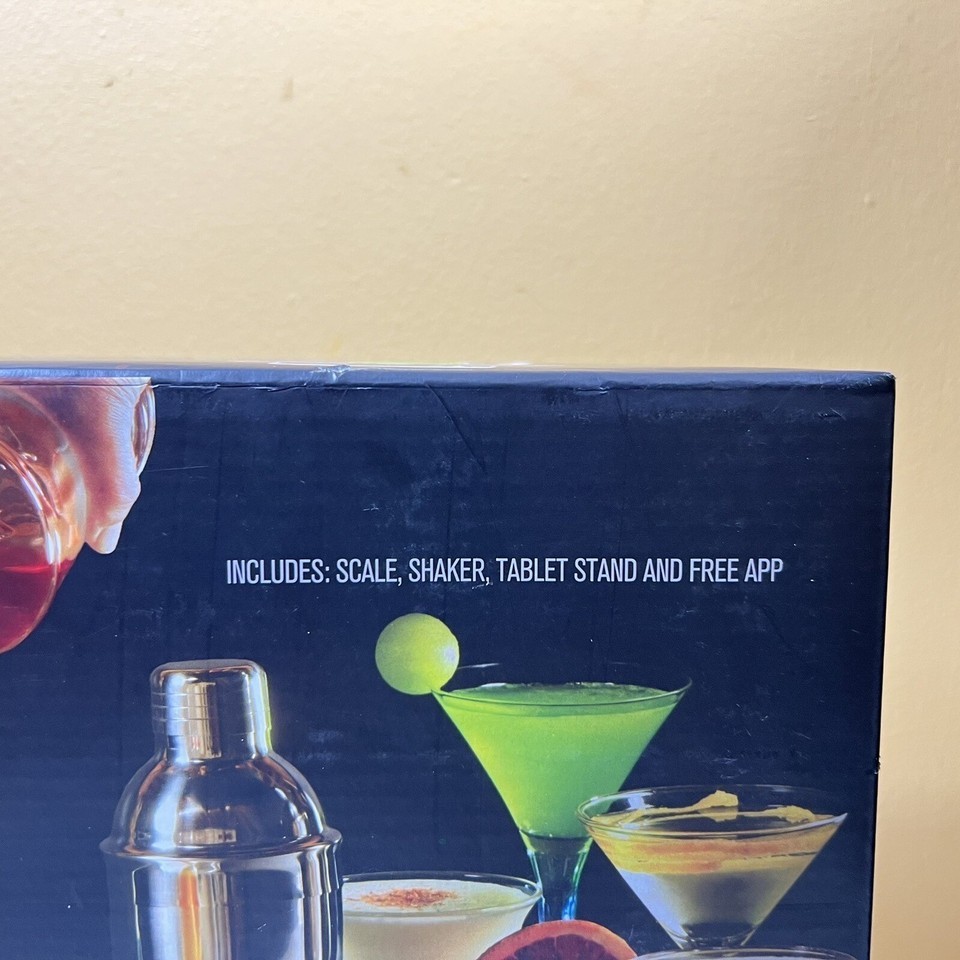 INCLUDES: SCALE, SHAKER, TABLET STAND AND FREE APP